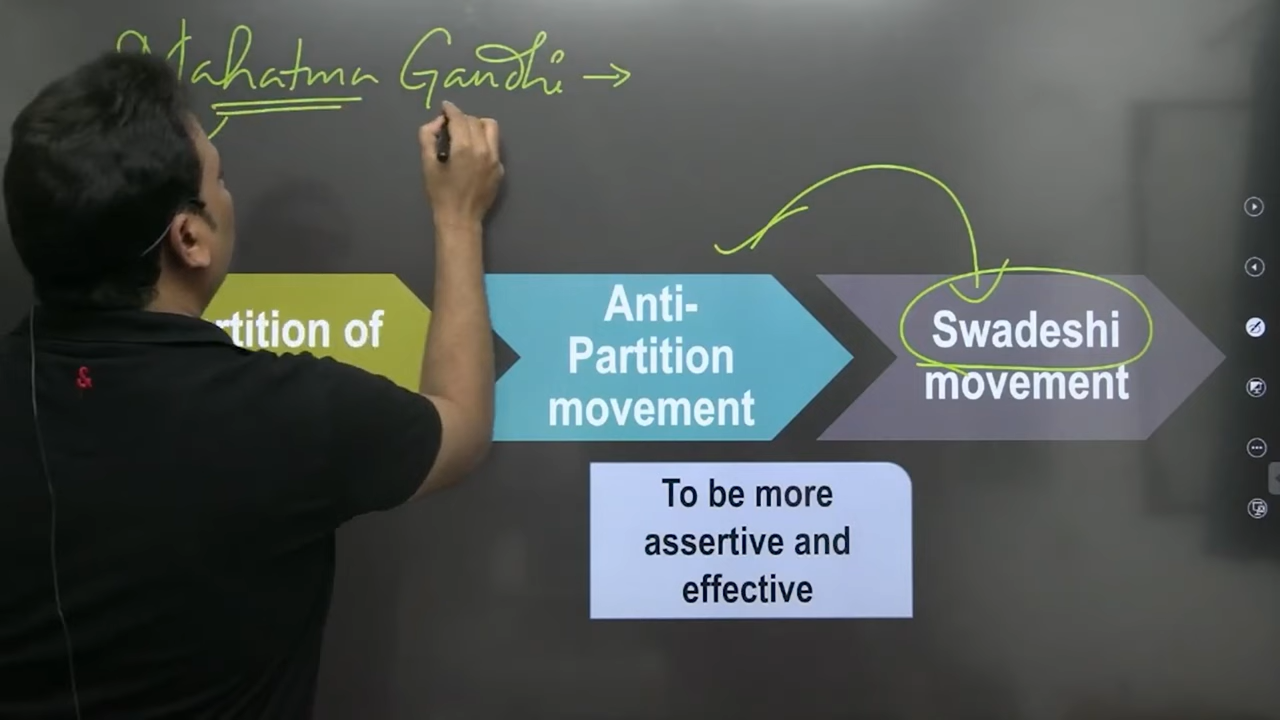 Mahatma Gandhi →
rtition of
Anti-
Partition
movement
Swadeshi
movement
To be more
assertive and
effective
&